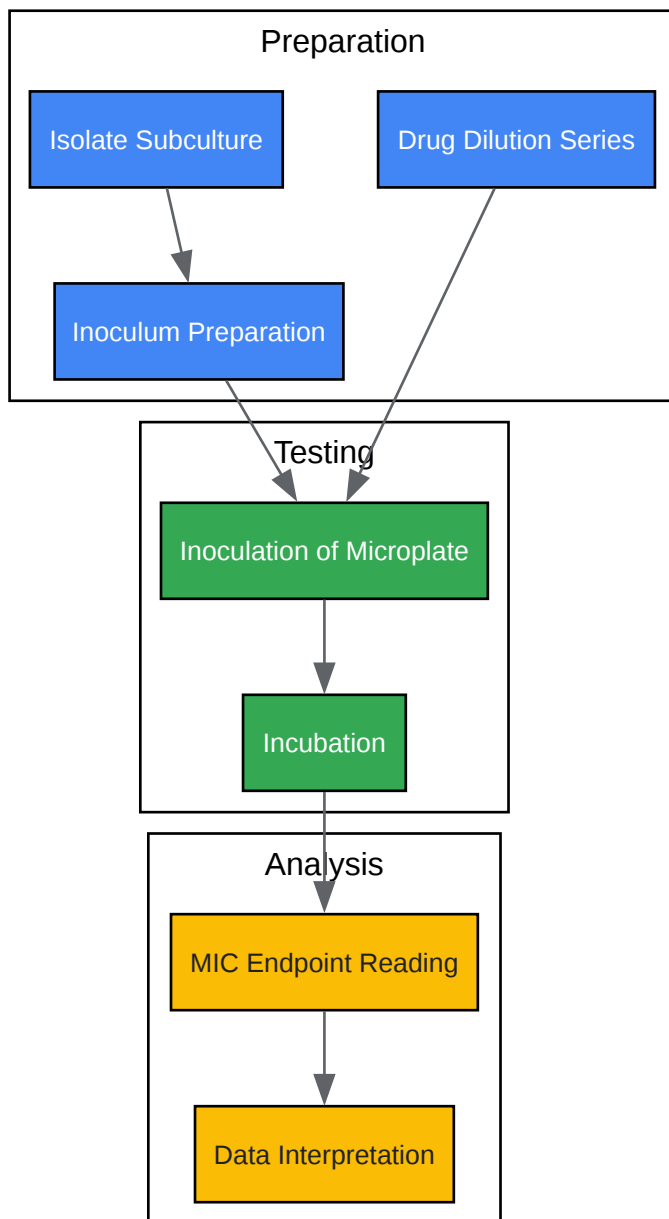 Preparation
Isolate Subculture
Drug Dilution Series
Inoculum Preparation
Testing
Inoculation of Microplate
Incubation
Analysis
MIC Endpoint Reading
Data Interpretation